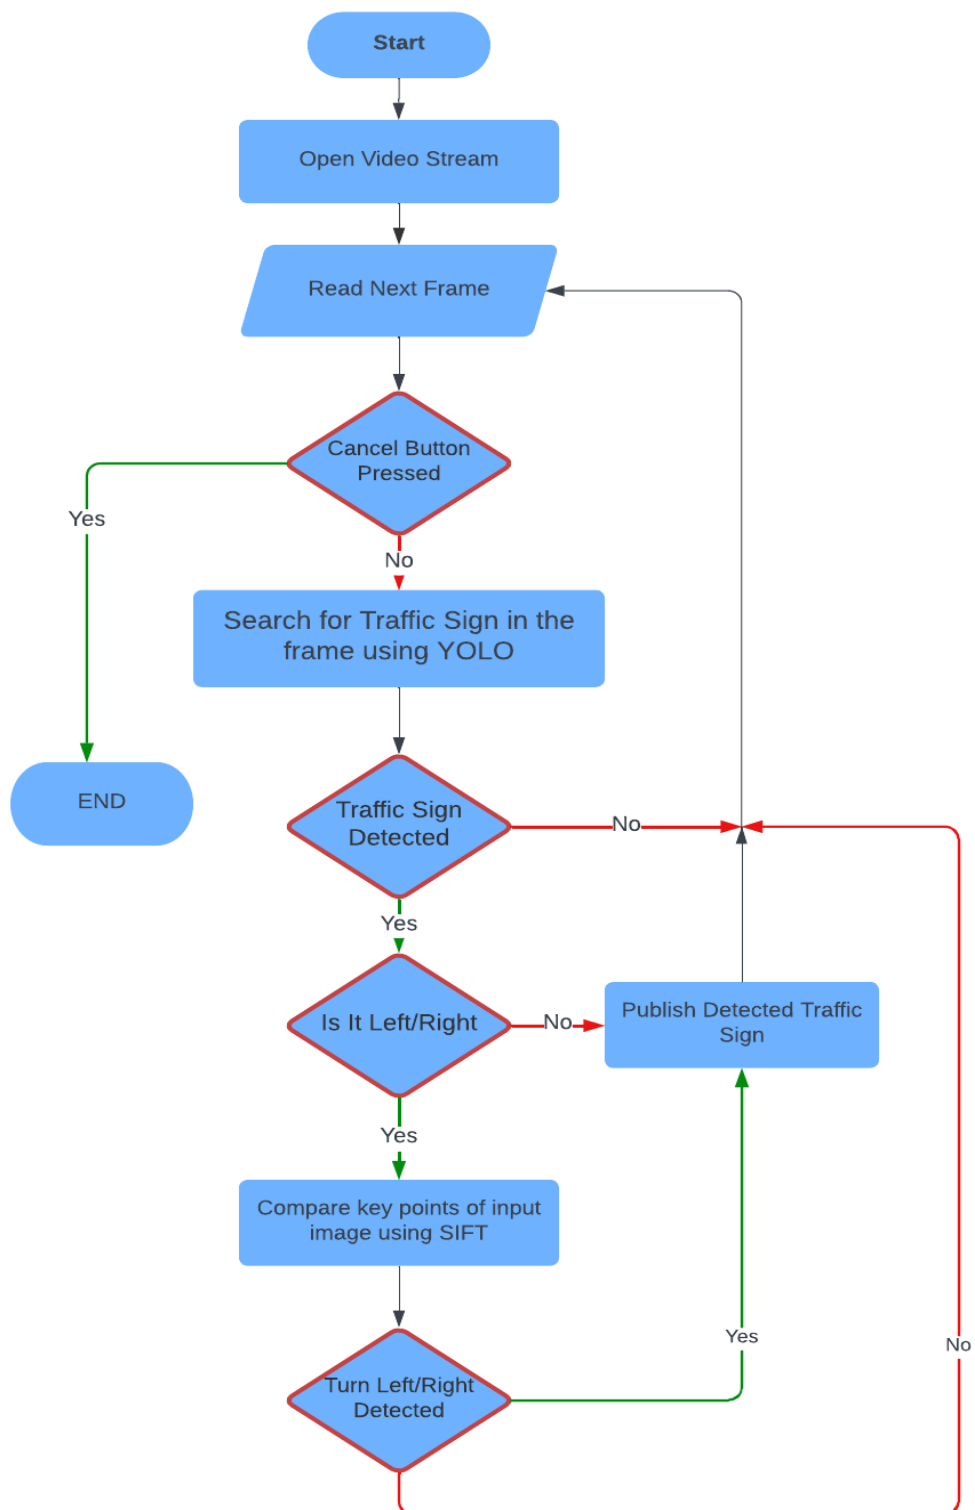 Start
Open Video Stream
Read Next Frame
Cancel Button
Pressed
Yes
No
Search for Traffic Sign in the
frame using YOLO
END
Traffic Sign
Detected
No
Yes
Is It Left/Right
No
Publish Detected Traffic
Sign
Yes
Compare key points of input
image using SIFT
Yes
No
Turn Left/Right
Detected